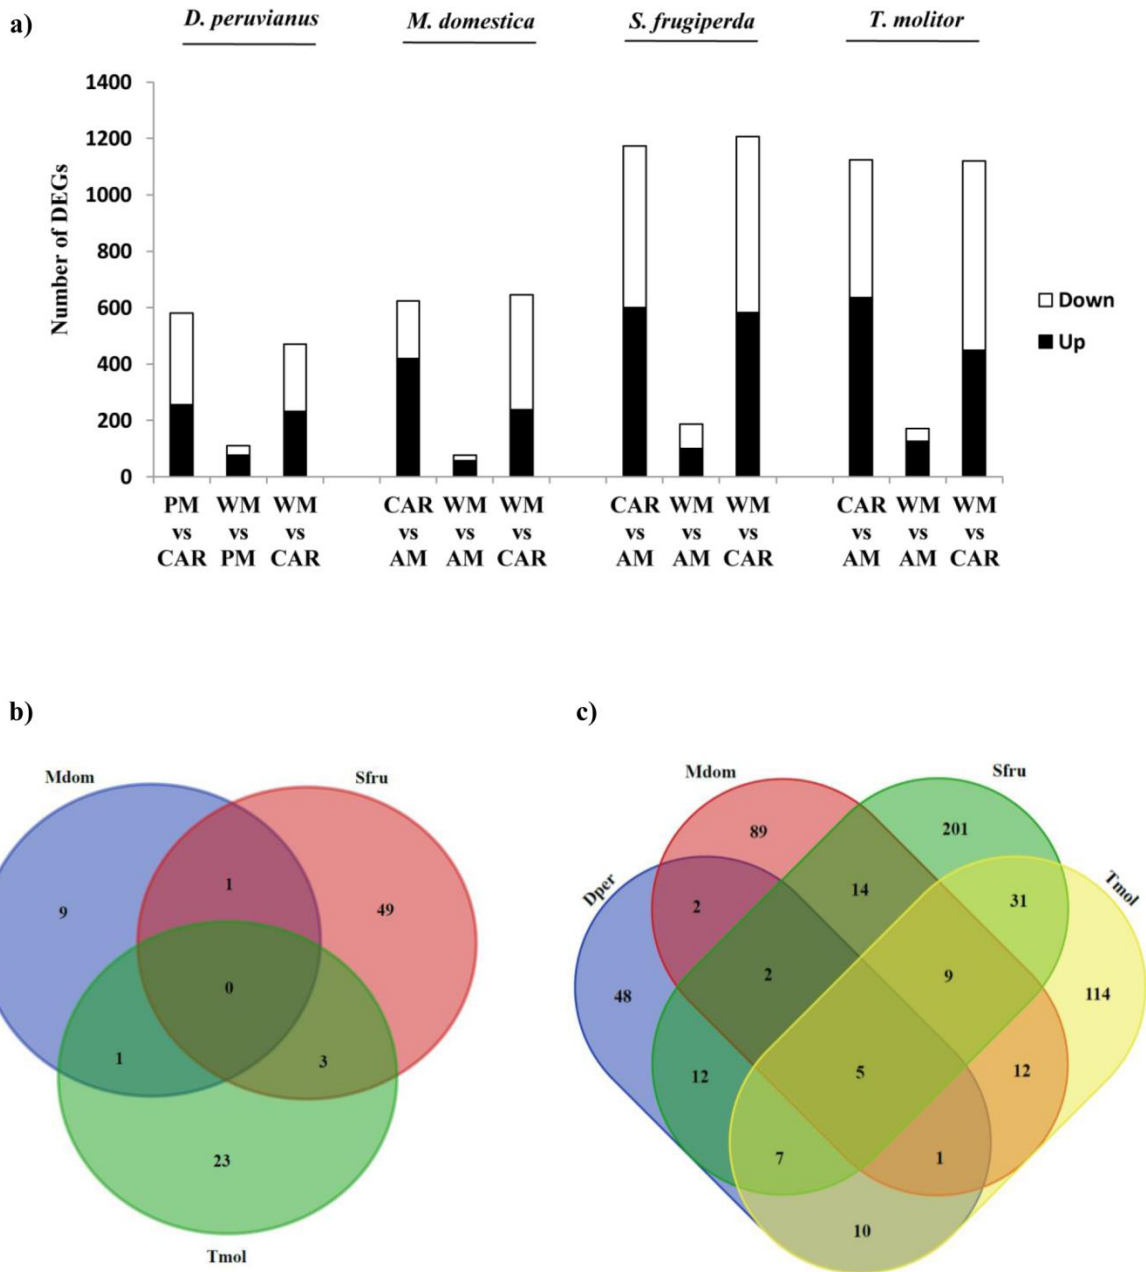 a)
D. peruvianus M. domestica S. frugiperda T. molitor
Number of DEGs
1400
1200
1000
800
600
400
200
0
Down
Up
PM vs CAR
WM vs PM
WM vs CAR
CAR vs AM
WM vs AM
WM vs CAR
CAR vs AM
WM vs AM
WM vs CAR
CAR vs AM
WM vs AM
WM vs CAR
b)
Mdom Sfru
1
9 49
0
1 3
23
Tmol
c)
Mdom Sfru
89 201
Dper Tmol
2 14 31
2 9
48 114
12 5 12
7 1
10